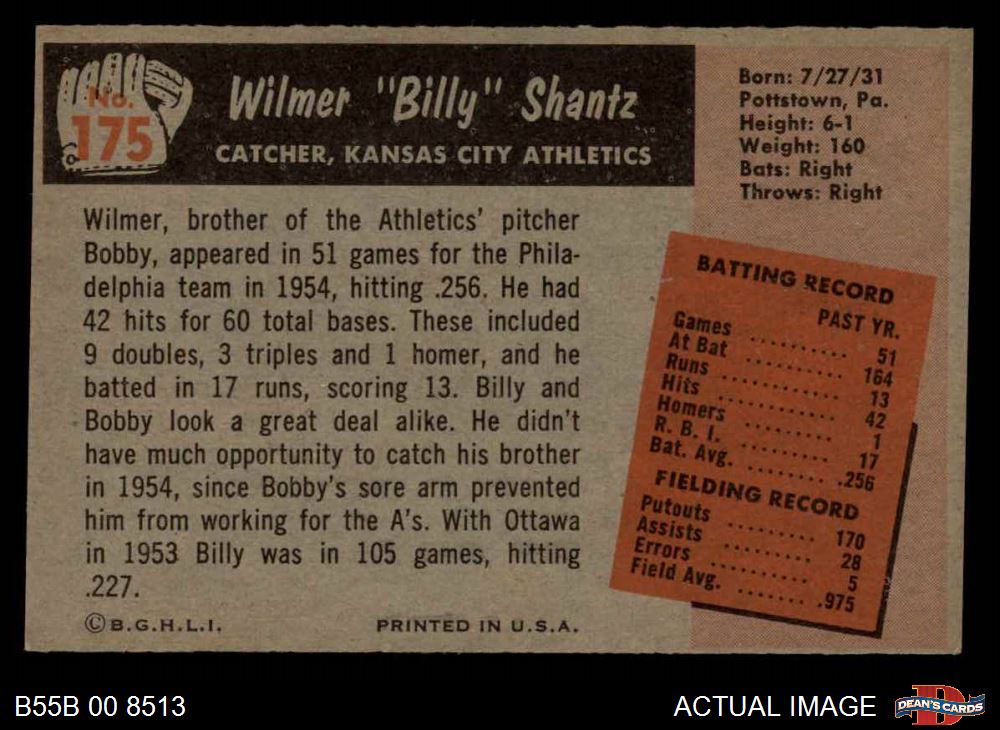 No.
175
Wilmer "Billy" Shantz
CATCHER, KANSAS CITY ATHLETICS
Born: 7/27/31
Pottstown, Pa.
Height: 6-1
Weight: 160
Bats: Right
Throws: Right
Wilmer, brother of the Athletics' pitcher
Bobby, appeared in 51 games for the Phila-
delphia team in 1954, hitting .256. He had
42 hits for 60 total bases. These included
9 doubles, 3 triples and 1 homer, and he
batted in 17 runs, scoring 13. Billy and
Bobby look a great deal alike. He didn't
have much opportunity to catch his brother
in 1954, since Bobby's sore arm prevented
him from working for the A's. With Ottawa
in 1953 Billy was in 105 games, hitting
.227.
©B.G.H.L.I. PRINTED IN U.S.A.
BATTING RECORD
PAST YR.
Games .......... 51
At Bat .......... 164
Runs .......... 13
Hits .......... 42
Homers .......... 1
R. B. I. .......... 17
Bat. Avg. ....... .256
FIELDING RECORD
Putouts ........ 170
Assists ......... 28
Errors .......... 5
Field Avg. ....... .975
B55B 00 8513 ACTUAL IMAGE DEAN'S CARDS